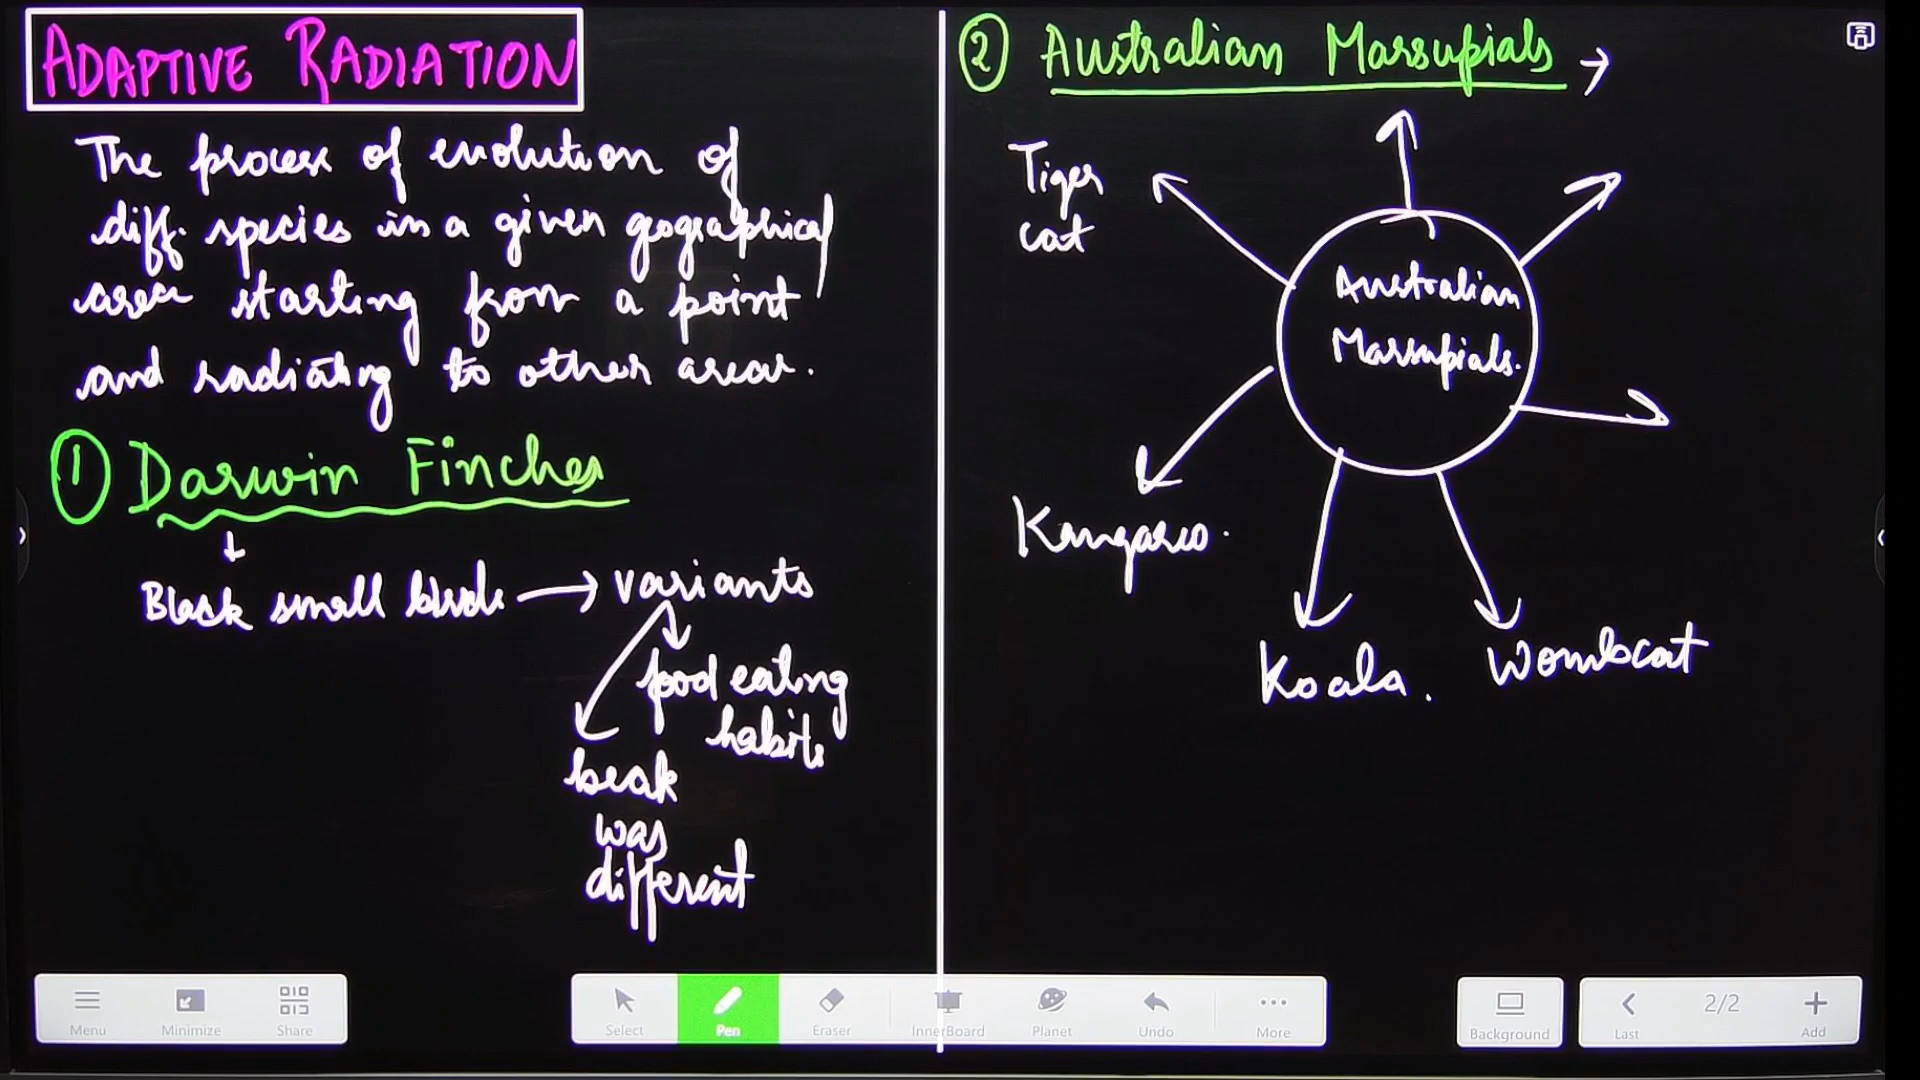 ADAPTIVE RADIATION
The process of evolution of
diff. species in a given geographical
area starting from a point
and radiating to other areas.
① Darwin Finches
Black small birds → variants
food eating
habits
beak
was
different
② Australian Marsupials →
Tiger
cat
Australian
Marsupials.
Kangaroo.
Koala.
Wombcat
Menu
Minimize
Share
Select
Pen
Eraser
InnerBoard
Planet
Undo
More
Background
Last
2/2
Add